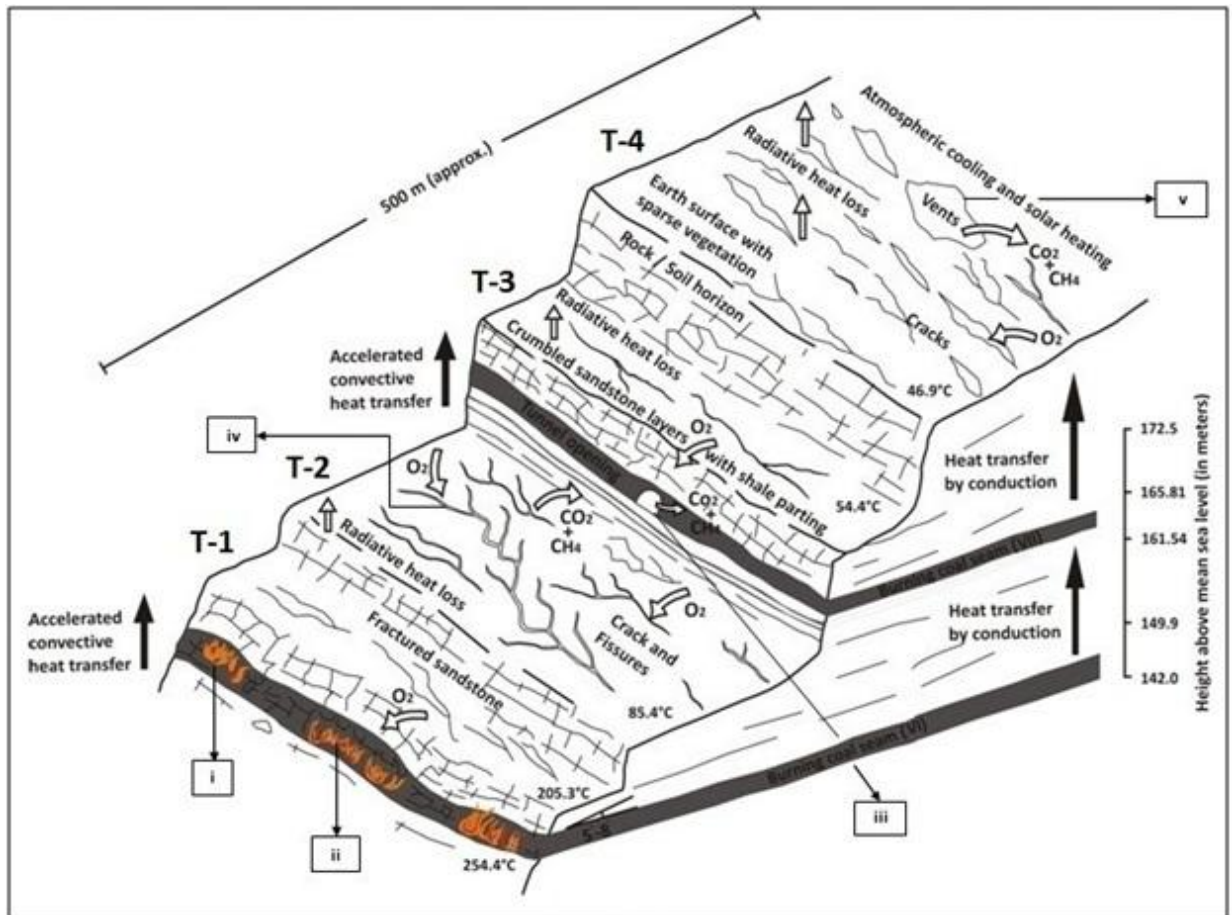 500 m (approx.)
T-4
T-3
T-2
T-1
Atmospheric cooling and solar heating
Radiative heat loss
Vents
Co2
+
CH4
O2
Cracks
Earth surface with
sparse vegetation
Rock / Soil horizon
46.9°C
Radiative heat loss
Crumbled sandstone layers with shale parting
O2
Tunnel opening
Co2
+
CH4
54.4°C
Accelerated
convective
heat transfer
O2
CO2
+
CH4
O2
Crack and
Fissures
Radiative heat loss
Fractured sandstone
85.4°C
Accelerated
convective
heat transfer
O2
205.3°C
254.4°C
Heat transfer
by conduction
Burning coal seam (VII)
Heat transfer
by conduction
Burning coal seam (VI)
172.5
165.81
161.54
149.9
142.0
Height above mean sea level (in meters)
i
ii
iii
iv
v